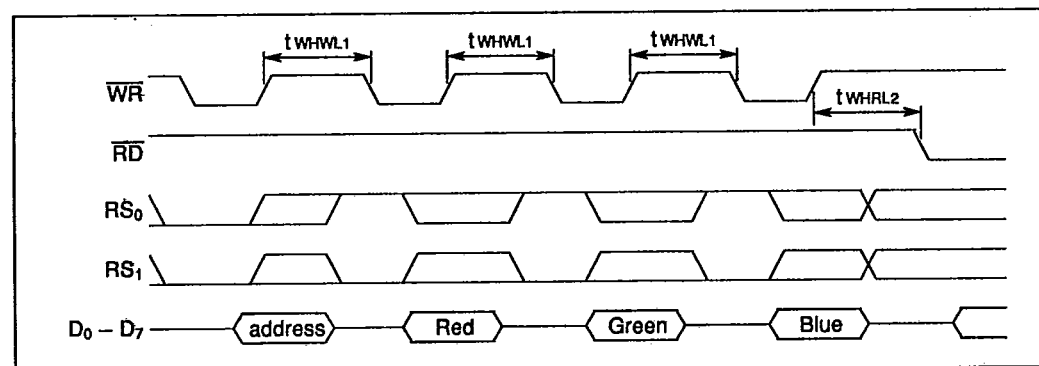 tWHWL1 tWHWL1 tWHWL1
WR
tWHRL2
RD
RS0
RS1
D0 – D7 address Red Green Blue